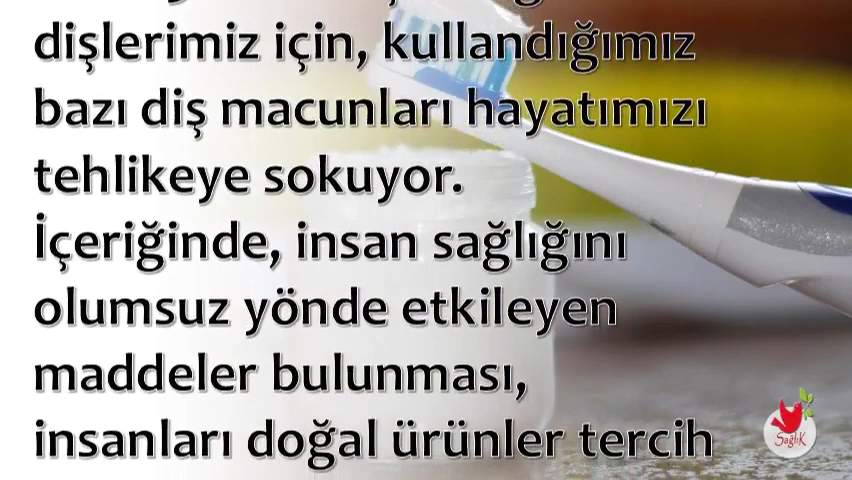 dişlerimiz için, kullandığımız
bazı diş macunları hayatımızı
tehlikeye sokuyor.
İçeriğinde, insan sağlığını
olumsuz yönde etkileyen
maddeler bulunması,
insanları doğal ürünler tercih
SağlıK